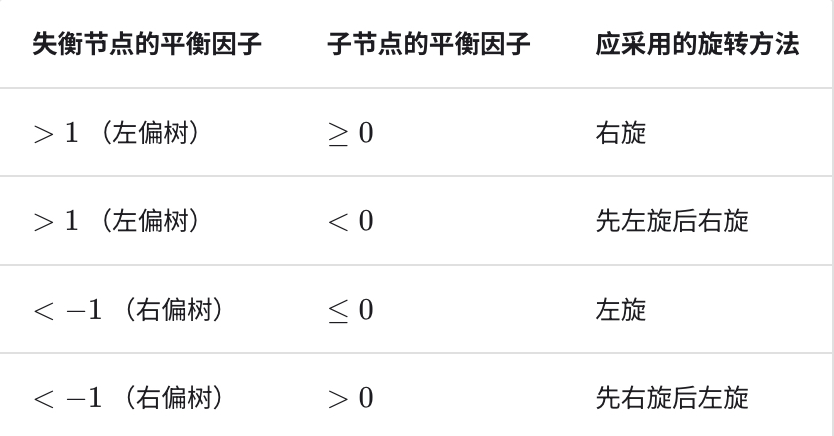 失衡节点的平衡因子 子节点的平衡因子 应采用的旋转方法
> 1 （左偏树） ≥ 0 右旋
> 1 （左偏树） < 0 先左旋后右旋
< −1 （右偏树） ≤ 0 左旋
< −1 （右偏树） > 0 先右旋后左旋